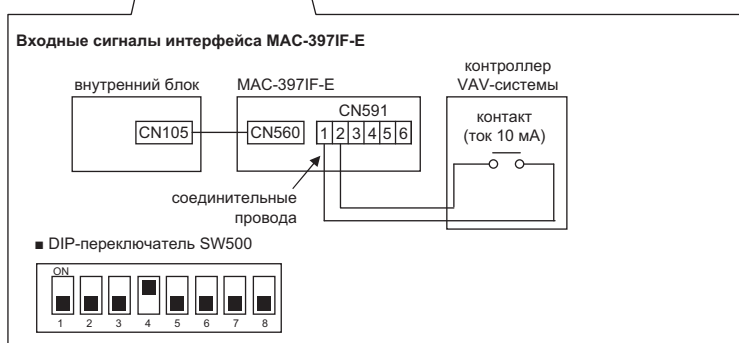 Входные сигналы интерфейса MAC-397IF-E
контроллер
VAV-системы
внутренний блок
MAC-397IF-E
CN591
контакт
(ток 10 мА)
CN105
CN560
1 2 3 4 5 6
соединительные
провода
■ DIP-переключатель SW500
ON
1 2 3 4 5 6 7 8